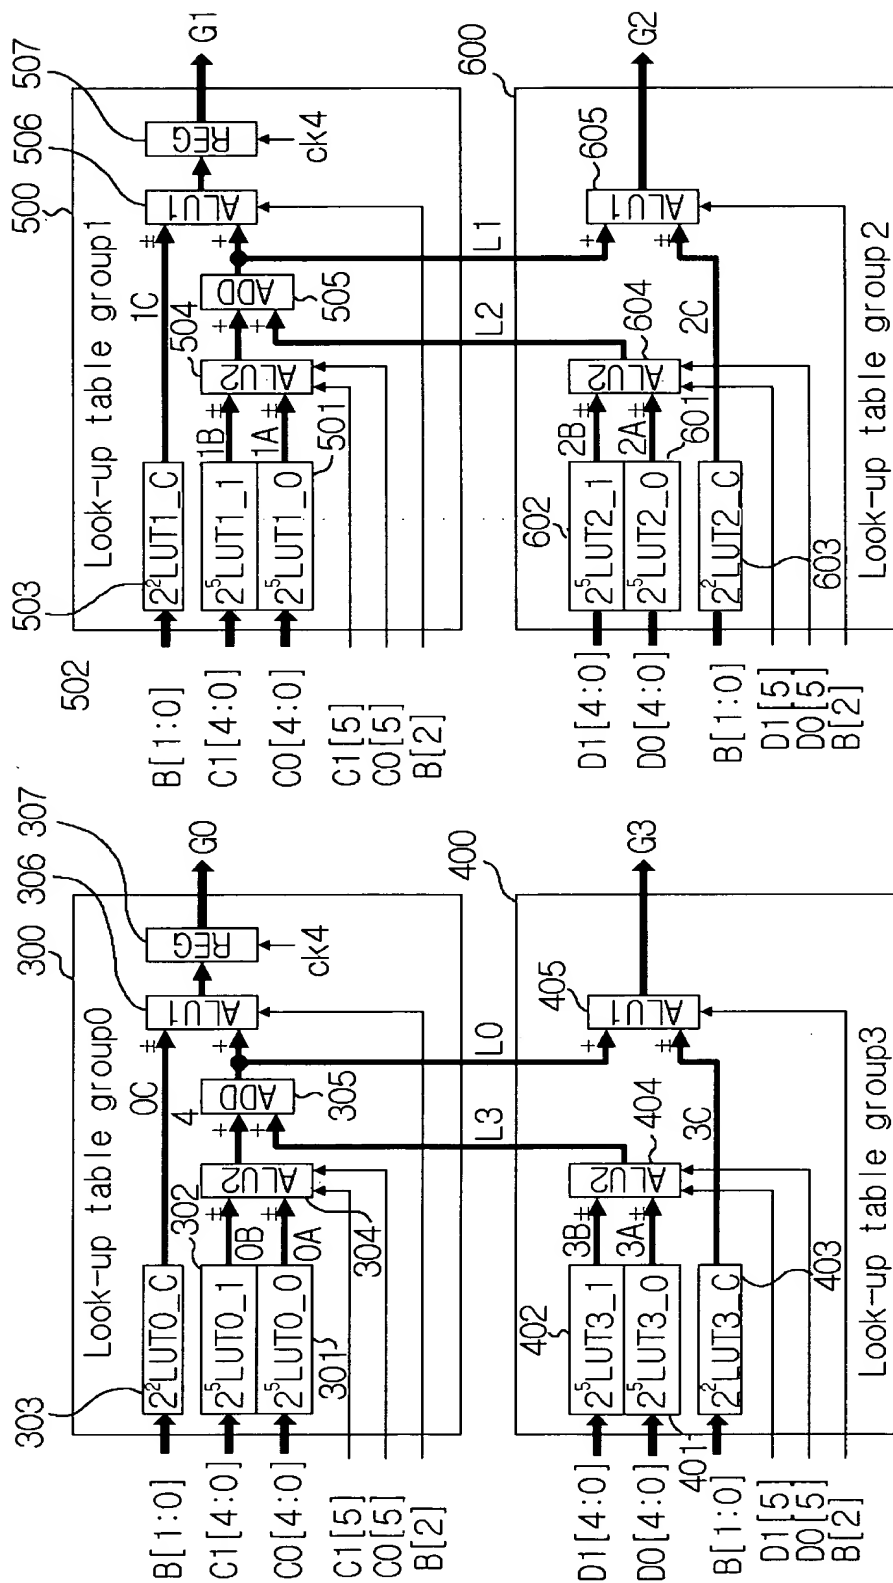 300
306
307
Look-up table group0
303
2²LUT0_C
0C
#
ALU1
REG
G0
B[1:0]
302
4
+
ck4
C1[4:0]
2⁵LUT0_1
0B
#
ALU2
+
ADD
C0[4:0]
2⁵LUT0_0
0A
#
+
305
301
304
C1[5]
C0[5]
B[2]
L3
L0
400
402
D1[4:0]
2⁵LUT3_1
3B
#
ALU2
404
+
ALU1
405
G3
D0[4:0]
2⁵LUT3_0
3A
#
#
401
B[1:0]
2²LUT3_C
3C
403
D1[5]
D0[5]
B[2]
Look-up table group3
500
506
507
Look-up table group1
503
2²LUT1_C
1C
#
ALU1
REG
G1
502
B[1:0]
504
+
ck4
C1[4:0]
2⁵LUT1_1
1B
#
ALU2
+
ADD
C0[4:0]
2⁵LUT1_0
1A
#
+
505
501
C1[5]
C0[5]
B[2]
L2
L1
600
602
D1[4:0]
2⁵LUT2_1
2B
#
ALU2
604
+
ALU1
605
G2
D0[4:0]
2⁵LUT2_0
2A
#
#
601
B[1:0]
2²LUT2_C
2C
603
D1[5]
D0[5]
B[2]
Look-up table group2